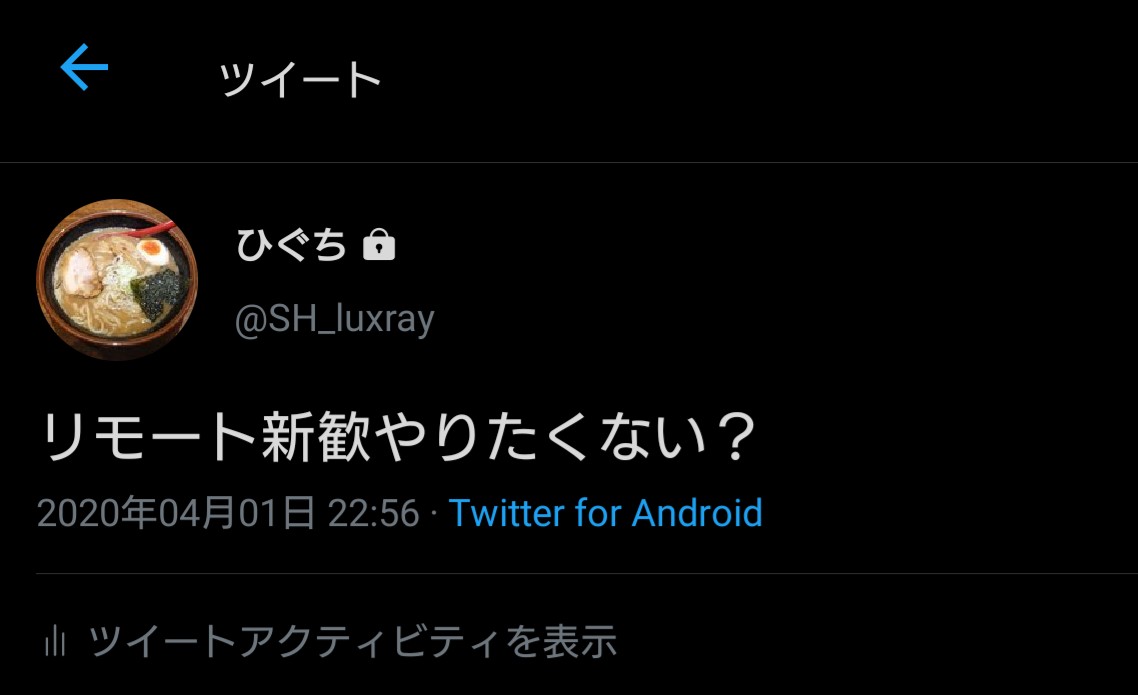 ツイート
ひぐち
@SH_luxray
リモート新歓やりたくない？
2020年04月01日 22:56 · Twitter for Android
ツイートアクティビティを表示